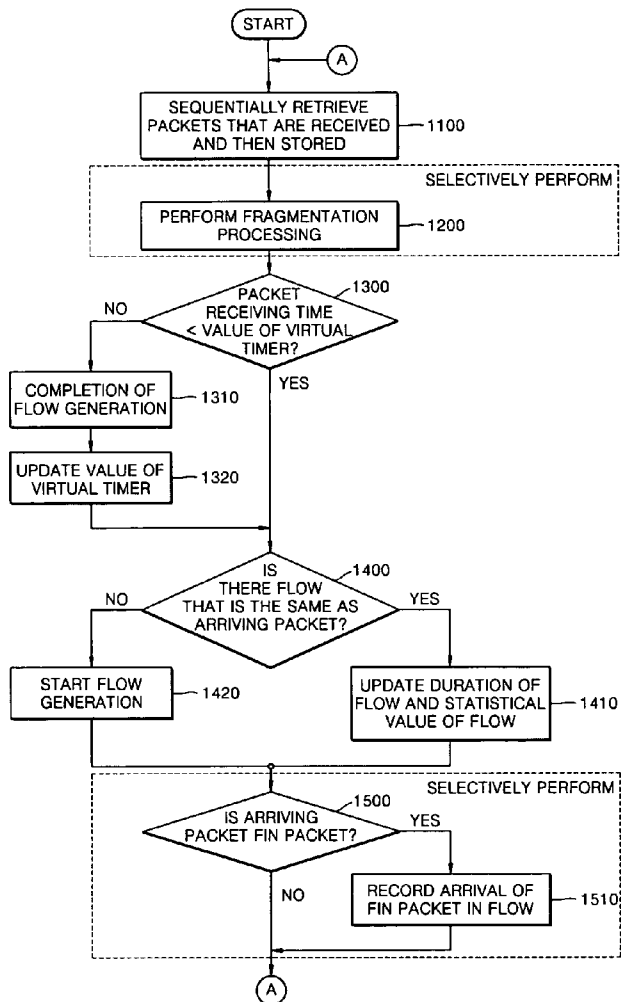 START
A
SEQUENTIALLY RETRIEVE
PACKETS THAT ARE RECEIVED
AND THEN STORED
1100
SELECTIVELY PERFORM
PERFORM FRAGMENTATION
PROCESSING
1200
1300
PACKET
RECEIVING TIME
< VALUE OF VIRTUAL
TIMER?
NO
YES
COMPLETION OF
FLOW GENERATION
1310
UPDATE VALUE OF
VIRTUAL TIMER
1320
1400
IS
THERE FLOW
THAT IS THE SAME AS
ARRIVING PACKET?
NO
YES
START FLOW
GENERATION
1420
UPDATE DURATION OF
FLOW AND STATISTICAL
VALUE OF FLOW
1410
SELECTIVELY PERFORM
1500
IS ARRIVING
PACKET FIN PACKET?
YES
NO
RECORD ARRIVAL OF
FIN PACKET IN FLOW
1510
A